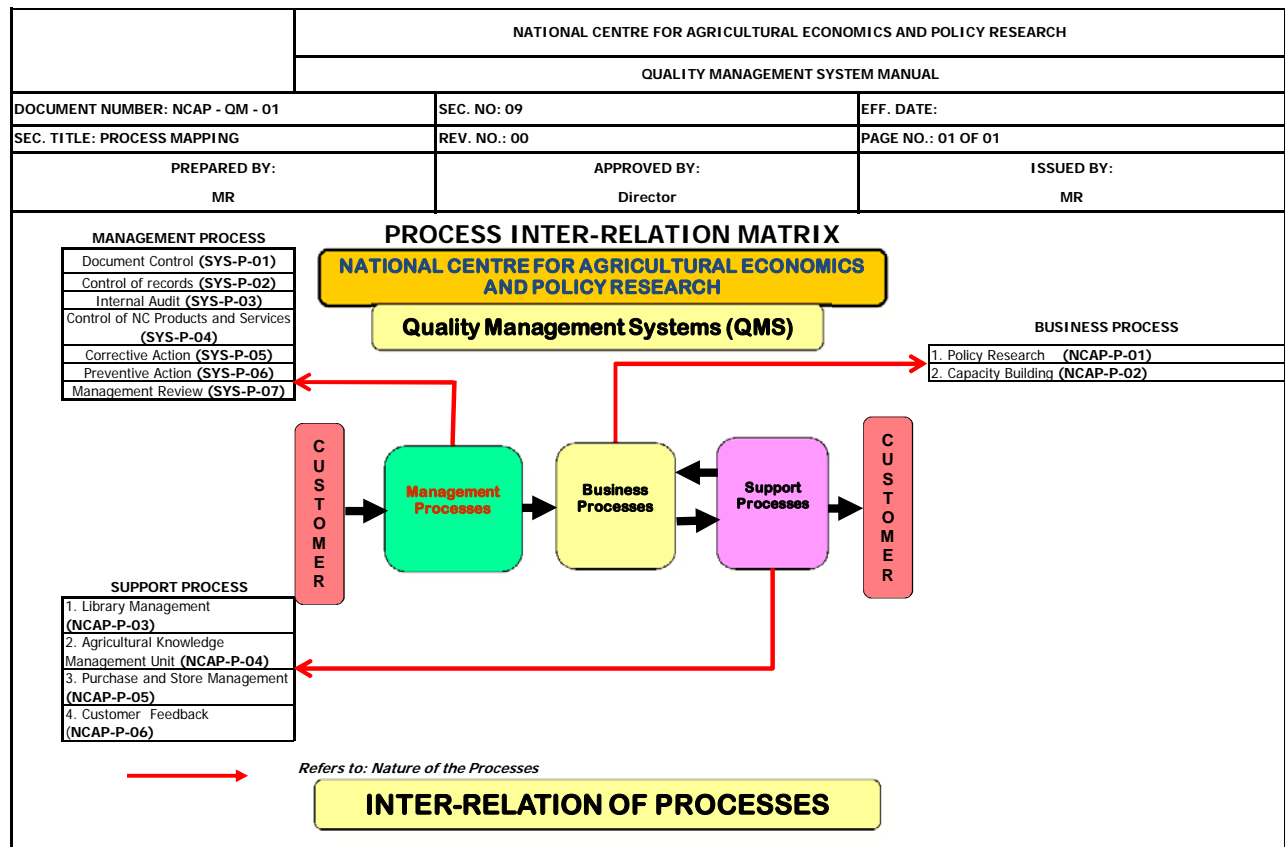 NATIONAL CENTRE FOR AGRICULTURAL ECONOMICS AND POLICY RESEARCH
QUALITY MANAGEMENT SYSTEM MANUAL
DOCUMENT NUMBER: NCAP - QM - 01
SEC. NO: 09
EFF. DATE:
SEC. TITLE: PROCESS MAPPING
REV. NO.: 00
PAGE NO.: 01 OF 01
PREPARED BY:
MR
APPROVED BY:
Director
ISSUED BY:
MR
PROCESS INTER-RELATION MATRIX
NATIONAL CENTRE FOR AGRICULTURAL ECONOMICS
AND POLICY RESEARCH
Quality Management Systems (QMS)
MANAGEMENT PROCESS
Document Control (SYS-P-01)
Control of records (SYS-P-02)
Internal Audit (SYS-P-03)
Control of NC Products and Services
(SYS-P-04)
Corrective Action (SYS-P-05)
Preventive Action (SYS-P-06)
Management Review (SYS-P-07)
BUSINESS PROCESS
1. Policy Research (NCAP-P-01)
2. Capacity Building (NCAP-P-02)
CUSTOMER
Management
Processes
Business
Processes
Support
Processes
CUSTOMER
SUPPORT PROCESS
1. Library Management
(NCAP-P-03)
2. Agricultural Knowledge
Management Unit (NCAP-P-04)
3. Purchase and Store Management
(NCAP-P-05)
4. Customer Feedback
(NCAP-P-06)
Refers to: Nature of the Processes
INTER-RELATION OF PROCESSES